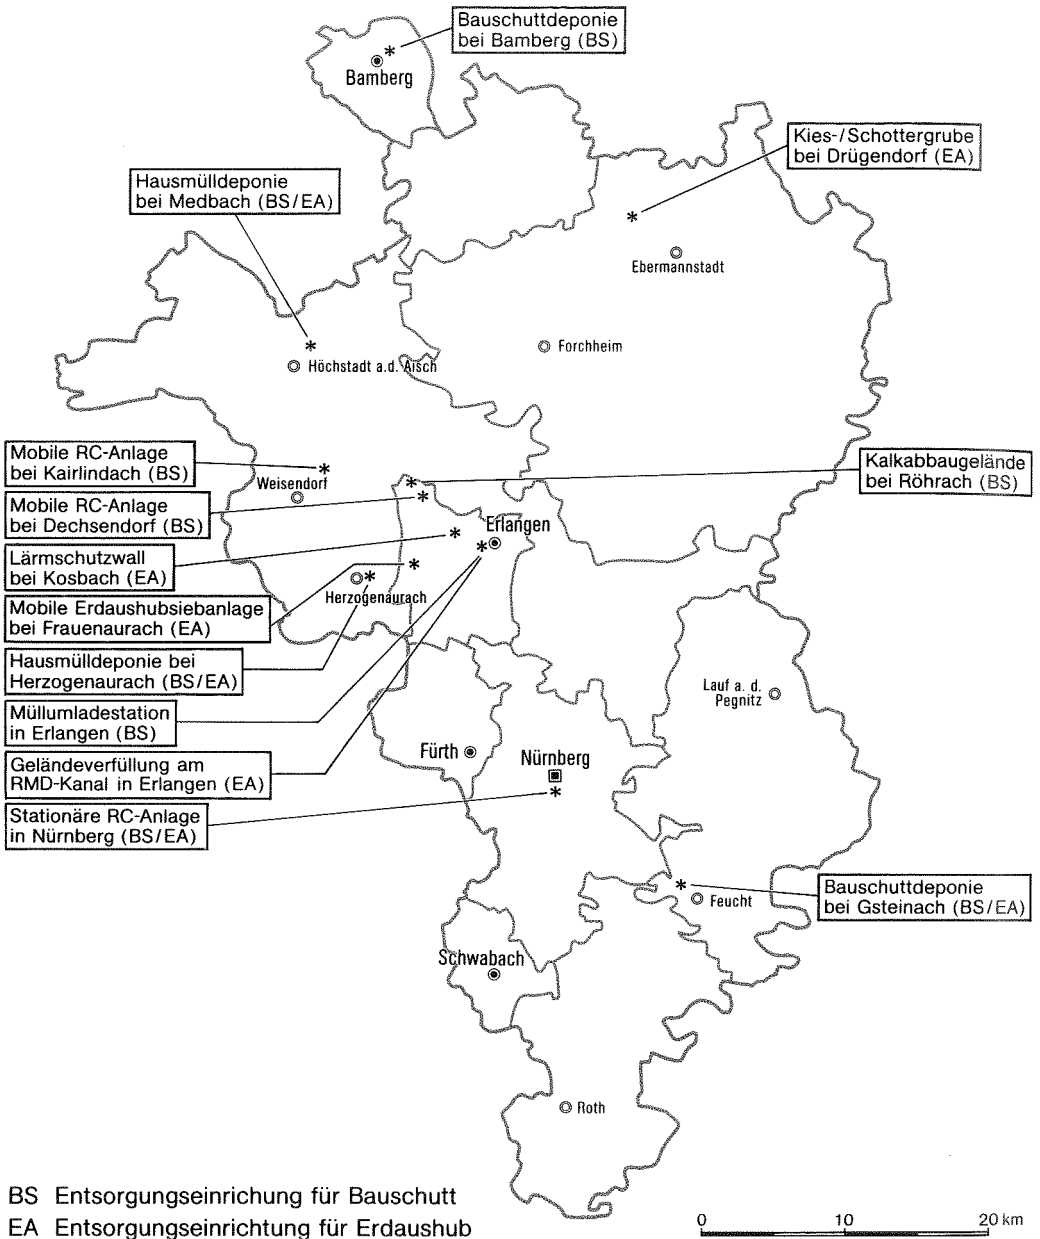 Bauschuttdeponie
bei Bamberg (BS)
Bamberg
Kies-/Schottergrube
bei Drügendorf (EA)
Hausmülldeponie
bei Medbach (BS/EA)
Ebermannstadt
Forchheim
Höchstadt a.d. Aisch
Mobile RC-Anlage
bei Kairlindach (BS)
Weisendorf
Kalkabbaugelände
bei Röhrach (BS)
Mobile RC-Anlage
bei Dechsendorf (BS)
Erlangen
Lärmschutzwall
bei Kosbach (EA)
Herzogenaurach
Mobile Erdaushubsiebanlage
bei Frauenaurach (EA)
Hausmülldeponie bei
Herzogenaurach (BS/EA)
Lauf a. d.
Pegnitz
Müllumladestation
in Erlangen (BS)
Fürth
Nürnberg
Geländeverfüllung am
RMD-Kanal in Erlangen (EA)
Stationäre RC-Anlage
in Nürnberg (BS/EA)
Bauschuttdeponie
bei Gsteinach (BS/EA)
Feucht
Schwabach
Roth
BS Entsorgungseinrichung für Bauschutt
EA Entsorgungseinrichtung für Erdaushub
0 10 20 km